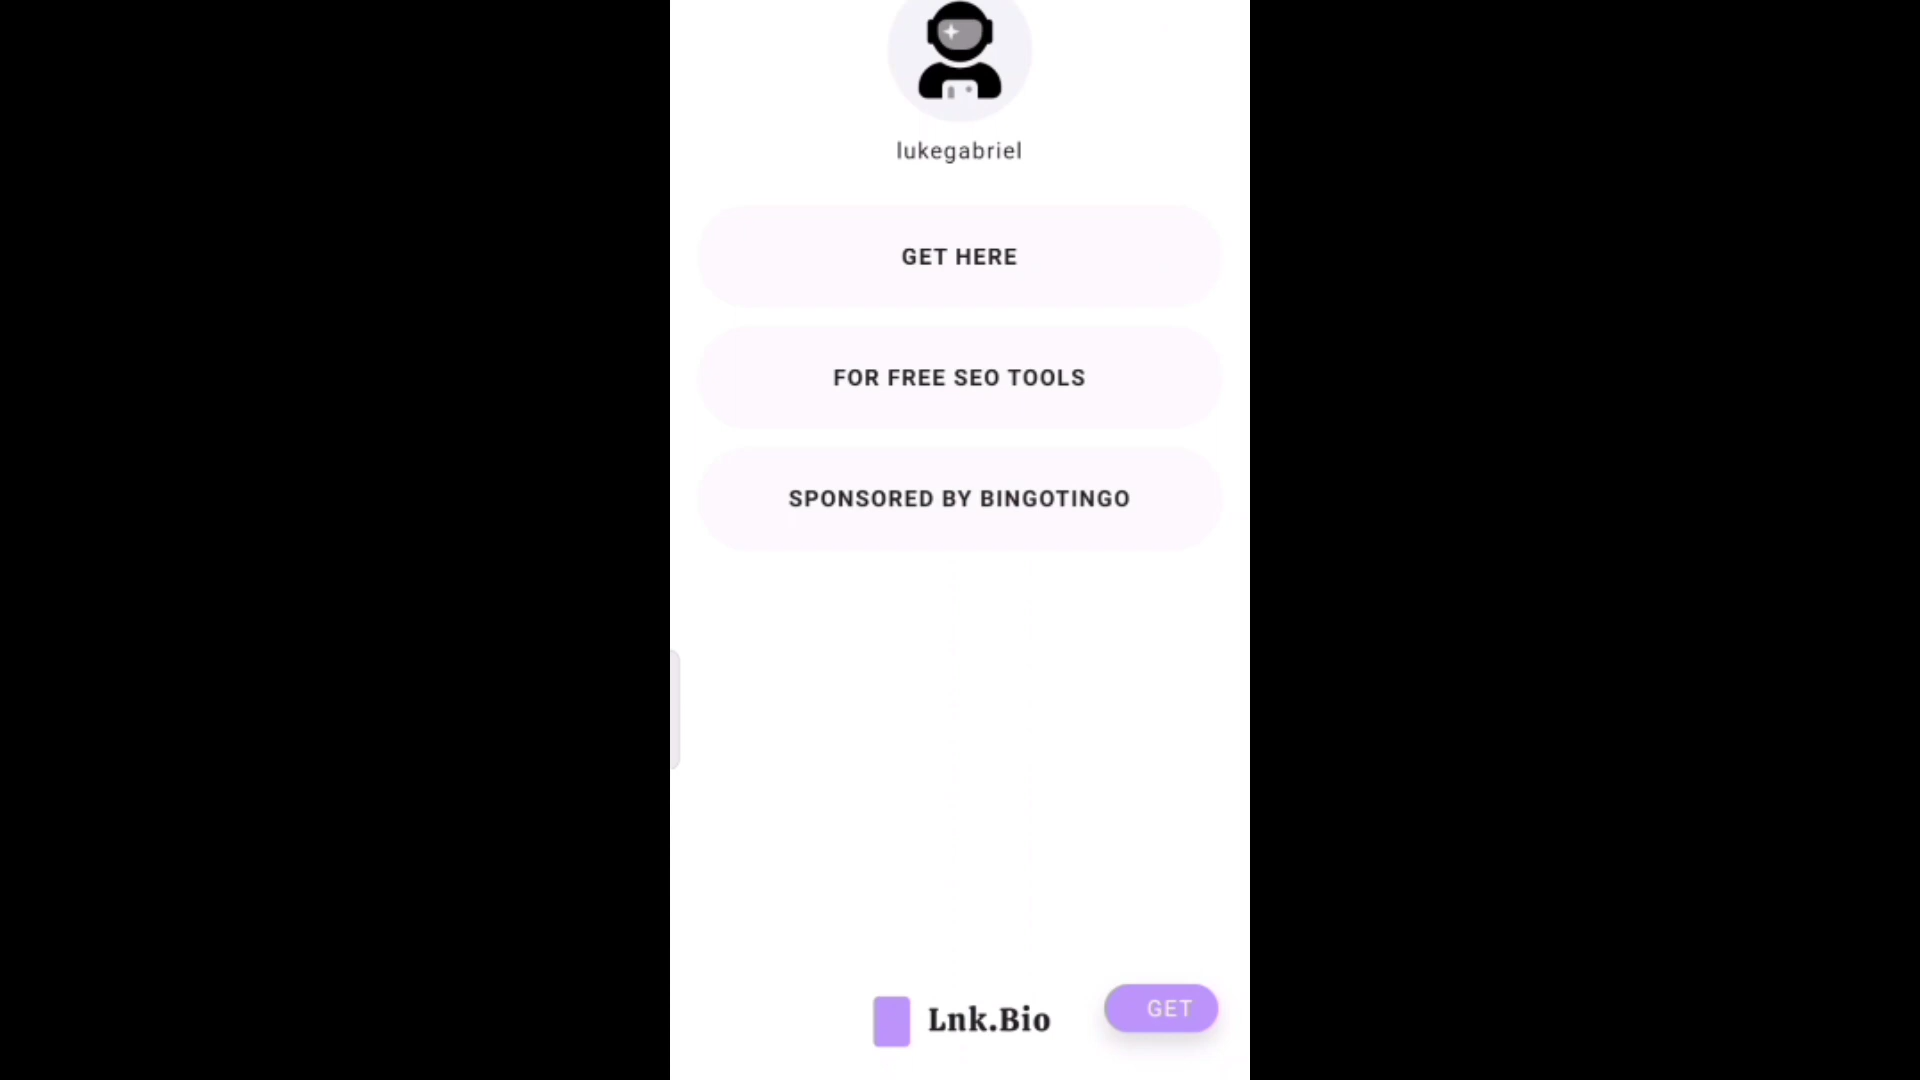 lukegabriel
GET HERE
FOR FREE SEO TOOLS
SPONSORED BY BINGOTINGO
Lnk.Bio
GET